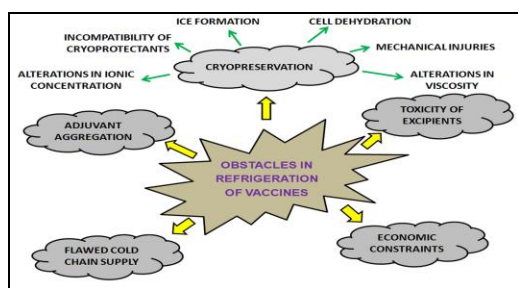 ICE FORMATION
CELL DEHYDRATION
INCOMPATIBILITY OF
CRYOPROTECTANTS
MECHANICAL INJURIES
CRYOPRESERVATION
ALTERATIONS IN IONIC
CONCENTRATION
ALTERATIONS IN
VISCOSITY
ADJUVANT
AGGREGATION
TOXICITY OF
EXCIPIENTS
OBSTACLES IN
REFRIGERATION
OF VACCINES
FLAWED COLD
CHAIN SUPPLY
ECONOMIC
CONSTRAINTS